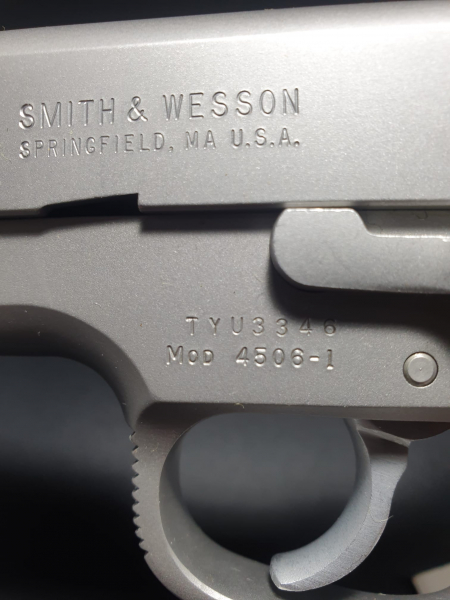 SMITH & WESSON
SPRINGFIELD, MA U.S.A.
TYU3346
MOD 4506-1